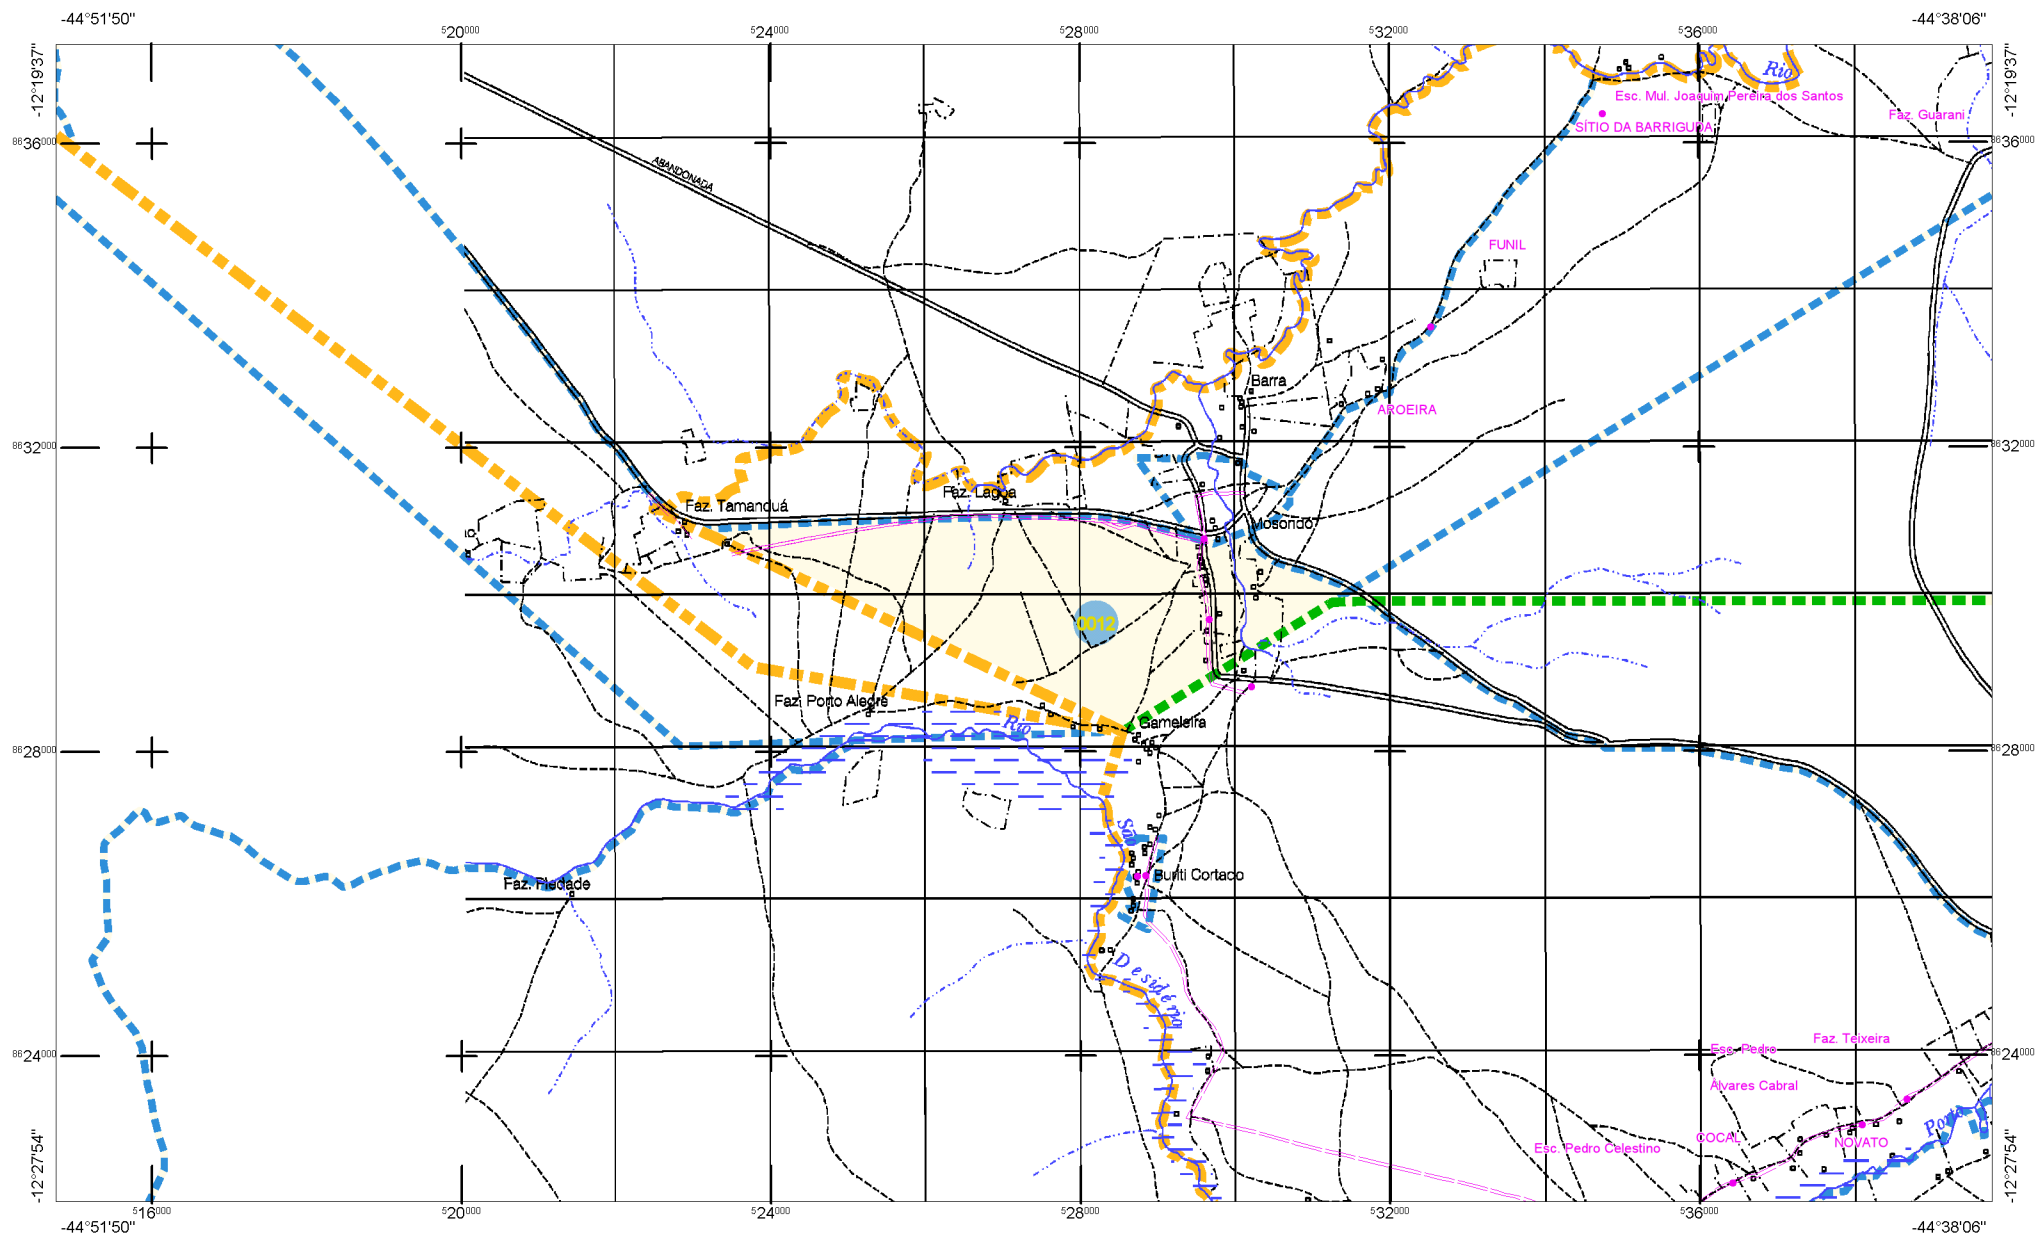 -44°51'50"
-44°38'06"
520000
524000
528000
532000
536000
-12°19'37"
-12°19'37"
Rio
Esc. Mul. Joaquim Pereira dos Santos
SÍTIO DA BARRIGUDA
Faz. Guarani
8636000
8636000
ABANDONADA
FUNIL
Barra
AROEIRA
8632000
8632000
Faz. Lagoa
Faz. Tamanduá
Mosondó
0012
Faz. Porto Alegre
Rio
Gameleira
8628000
8628000
São
Buriti Cortado
Faz. Piedade
Desidério
8624000
8624000
Faz. Teixeira
Esc. Pedro
Álvares Cabral
Porto
COCAL
NOVATO
Esc. Pedro Celestino
-12°27'54"
-12°27'54"
516000
520000
524000
528000
532000
536000
-44°51'50"
-44°38'06"